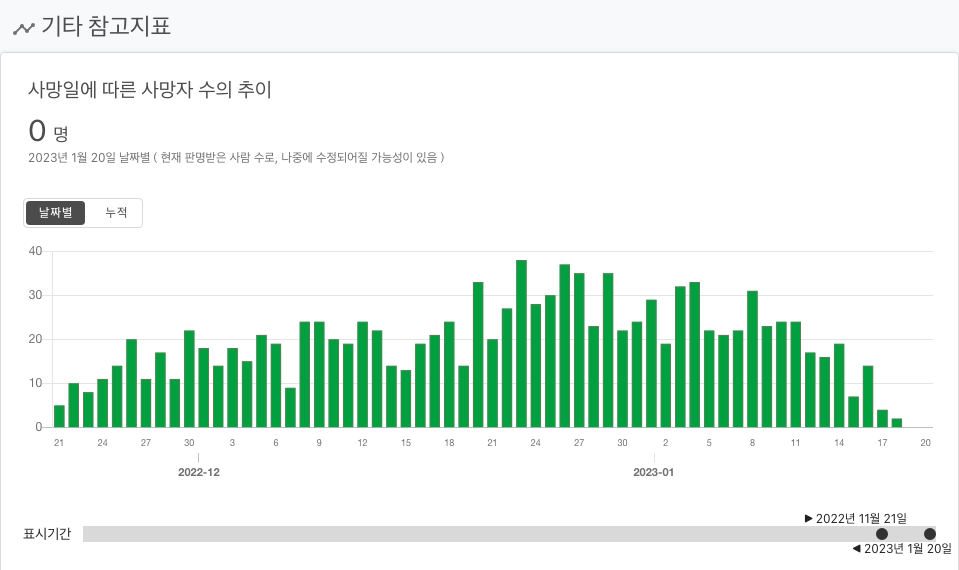 기타 참고지표
사망일에 따른 사망자 수의 추이
0 명
2023년 1월 20일 날짜별 ( 현재 판명받은 사람 수로, 나중에 수정되어질 가능성이 있음 )
날짜별 누적
40
30
20
10
0
21 24 27 30 3 6 9 12 15 18 21 24 27 30 2 5 8 11 14 17 20
2022-12 2023-01
▶ 2022년 11월 21일
표시기간
◀ 2023년 1월 20일